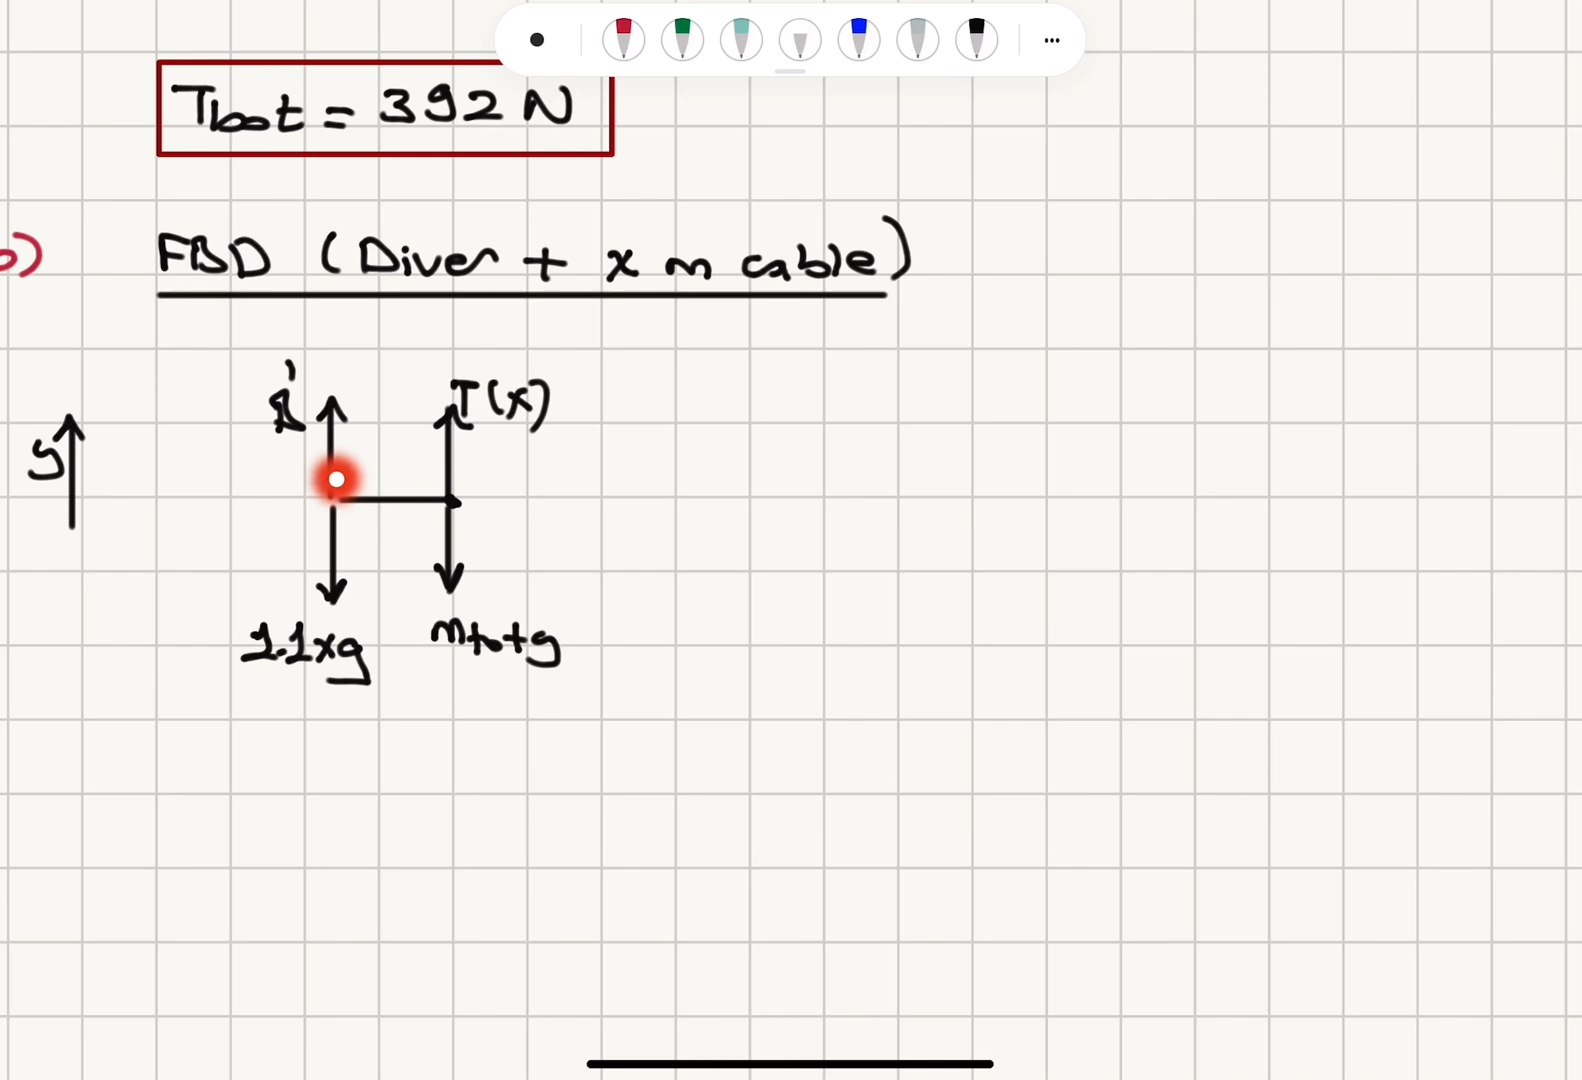 Tbot = 392 N
b)
FBD (Diver + x m cable)
B'
T(x)
y
1.1xg
mtotg